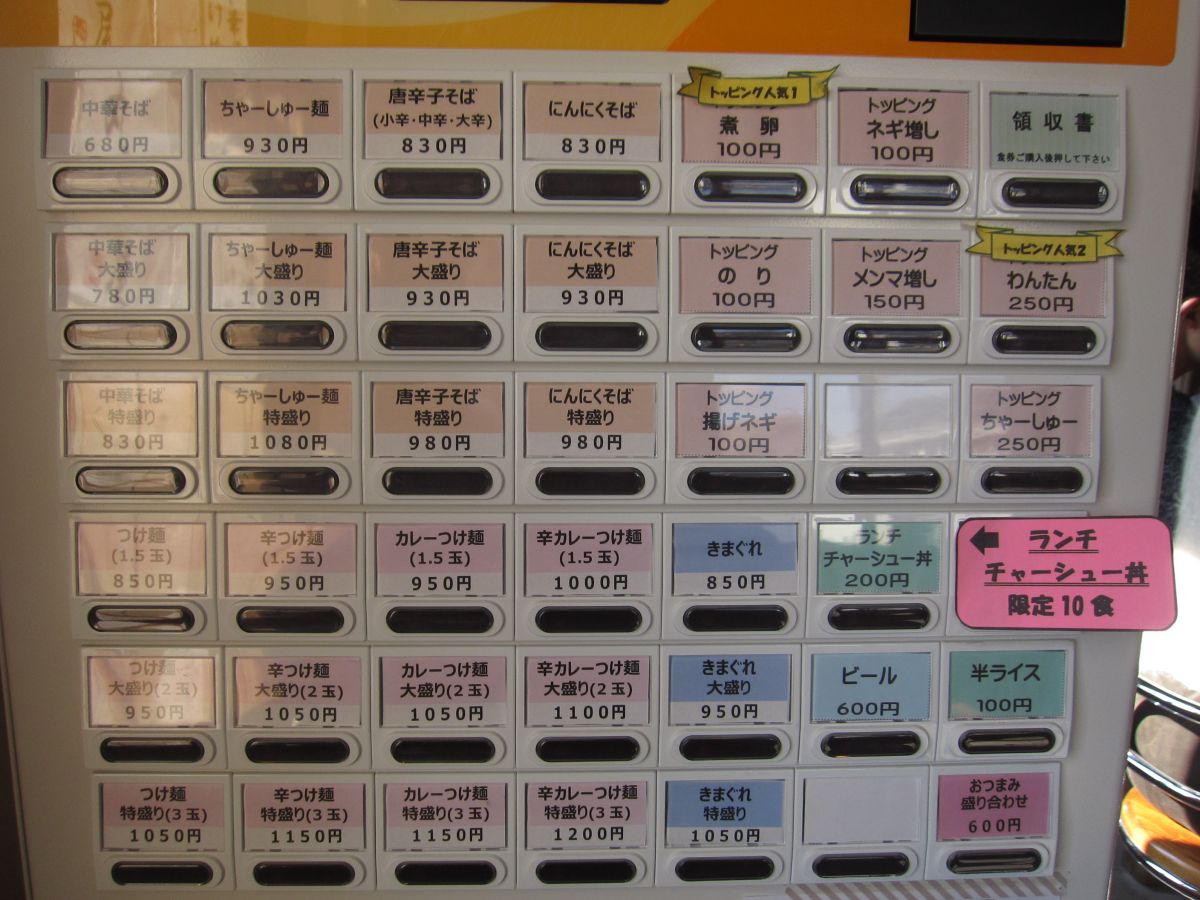 中華そば
680円
ちゃーしゅー麺
930円
唐辛子そば
(小辛・中辛・大辛)
830円
にんにくそば
830円
トッピング人気1
煮卵
100円
トッピング
ネギ増し
100円
領収書
食券ご購入後押して下さい
中華そば
大盛り
780円
ちゃーしゅー麺
大盛り
1030円
唐辛子そば
大盛り
930円
にんにくそば
大盛り
930円
トッピング
のり
100円
トッピング
メンマ増し
150円
トッピング人気2
わんたん
250円
中華そば
特盛り
830円
ちゃーしゅー麺
特盛り
1080円
唐辛子そば
特盛り
980円
にんにくそば
特盛り
980円
トッピング
揚げネギ
100円
トッピング
ちゃーしゅー
250円
つけ麺
(1.5玉)
850円
辛つけ麺
(1.5玉)
950円
カレーつけ麺
(1.5玉)
950円
辛カレーつけ麺
(1.5玉)
1000円
きまぐれ
850円
ランチ
チャーシュー丼
200円
ランチ
チャーシュー丼
限定10食
つけ麺
大盛り(2玉)
950円
辛つけ麺
大盛り(2玉)
1050円
カレーつけ麺
大盛り(2玉)
1050円
辛カレーつけ麺
大盛り(2玉)
1100円
きまぐれ
大盛り
950円
ビール
600円
半ライス
100円
つけ麺
特盛り(3玉)
1050円
辛つけ麺
特盛り(3玉)
1150円
カレーつけ麺
特盛り(3玉)
1150円
辛カレーつけ麺
特盛り(3玉)
1200円
きまぐれ
特盛り
1050円
おつまみ
盛り合わせ
600円